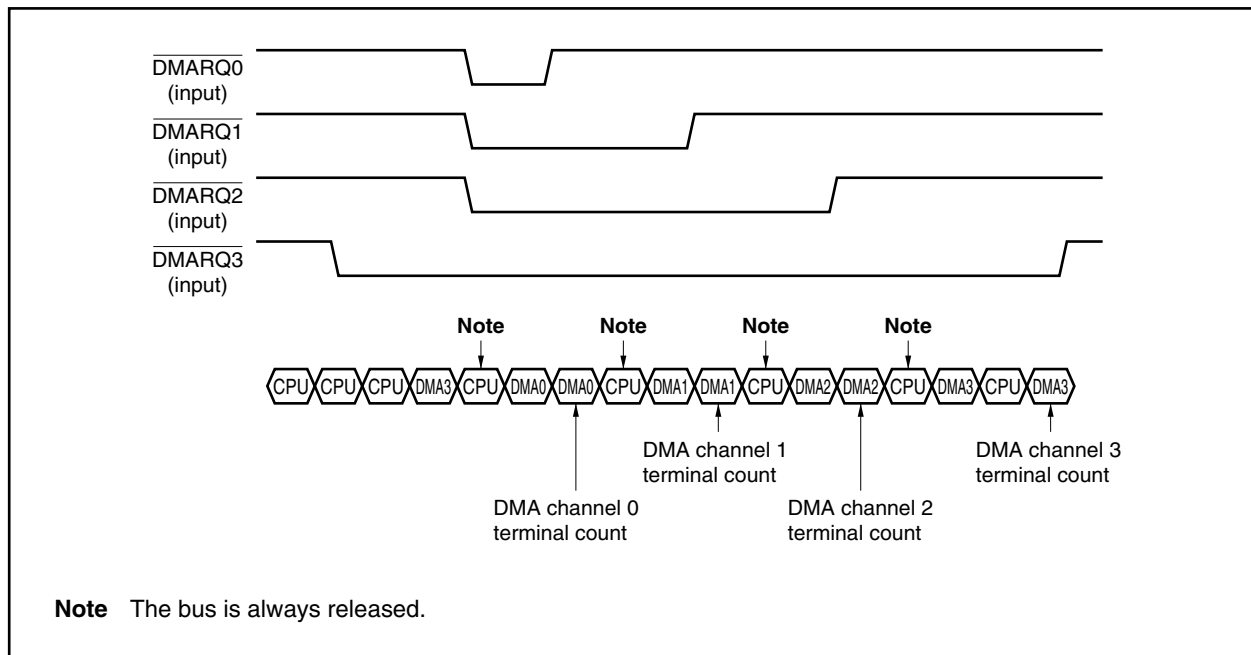 DMARQ0
(input)
DMARQ1
(input)
DMARQ2
(input)
DMARQ3
(input)
Note Note Note Note
CPU CPU CPU DMA3 CPU DMA0 DMA0 CPU DMA1 DMA1 CPU DMA2 DMA2 CPU DMA3 CPU DMA3
DMA channel 1
terminal count
DMA channel 3
terminal count
DMA channel 0
terminal count
DMA channel 2
terminal count
Note The bus is always released.